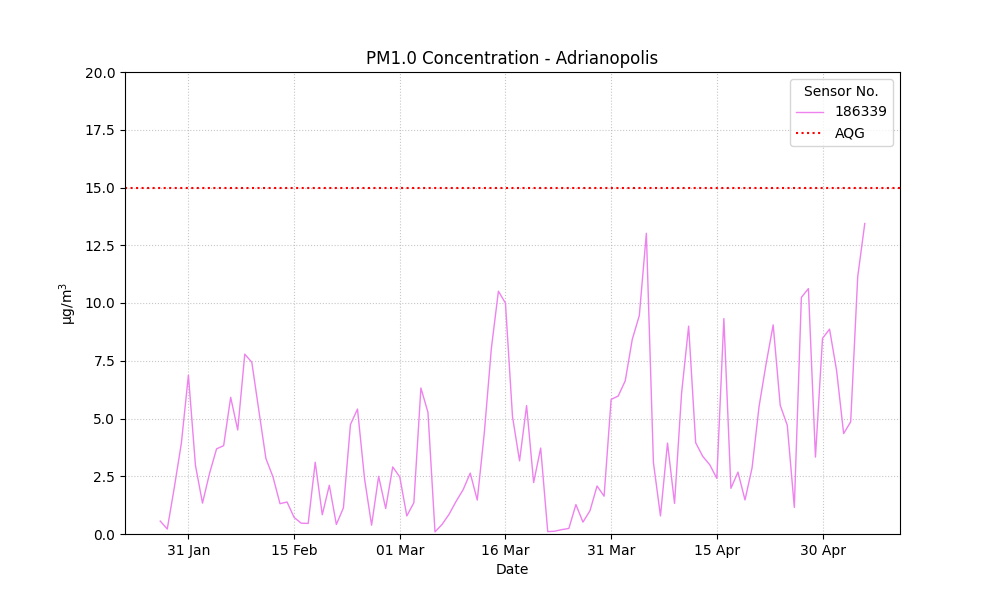 PM1.0 Concentration - Adrianopolis
20.0
17.5
15.0
12.5
10.0
7.5
5.0
2.5
0.0
µg/m³
Sensor No.
186339
AQG
31 Jan
15 Feb
01 Mar
16 Mar
31 Mar
15 Apr
30 Apr
Date